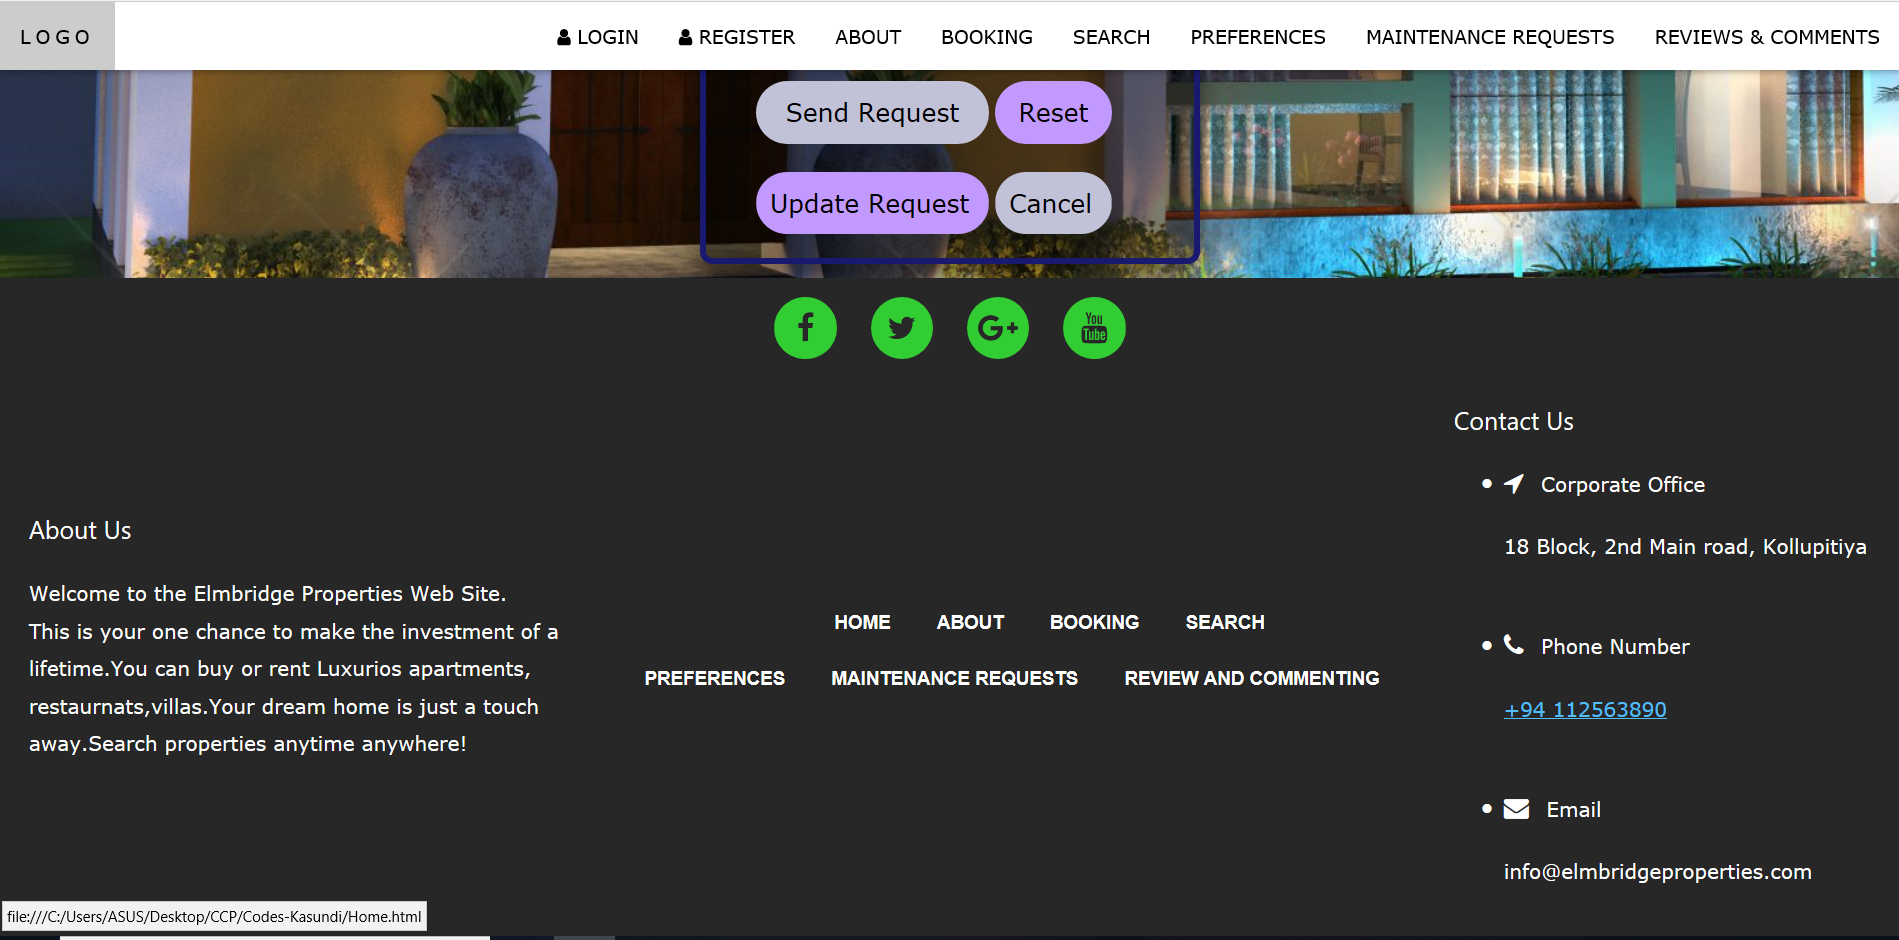 LOGO
LOGIN REGISTER ABOUT BOOKING SEARCH PREFERENCES MAINTENANCE REQUESTS REVIEWS & COMMENTS
Send Request Reset
Update Request Cancel
You
Tube
About Us
Welcome to the Elmbridge Properties Web Site.
This is your one chance to make the investment of a
lifetime.You can buy or rent Luxurios apartments,
restaurnats,villas.Your dream home is just a touch
away.Search properties anytime anywhere!
HOME ABOUT BOOKING SEARCH
PREFERENCES MAINTENANCE REQUESTS REVIEW AND COMMENTING
Contact Us
Corporate Office
18 Block, 2nd Main road, Kollupitiya
Phone Number
+94 112563890
Email
info@elmbridgeproperties.com
file:///C:/Users/ASUS/Desktop/CCP/Codes-Kasundi/Home.html